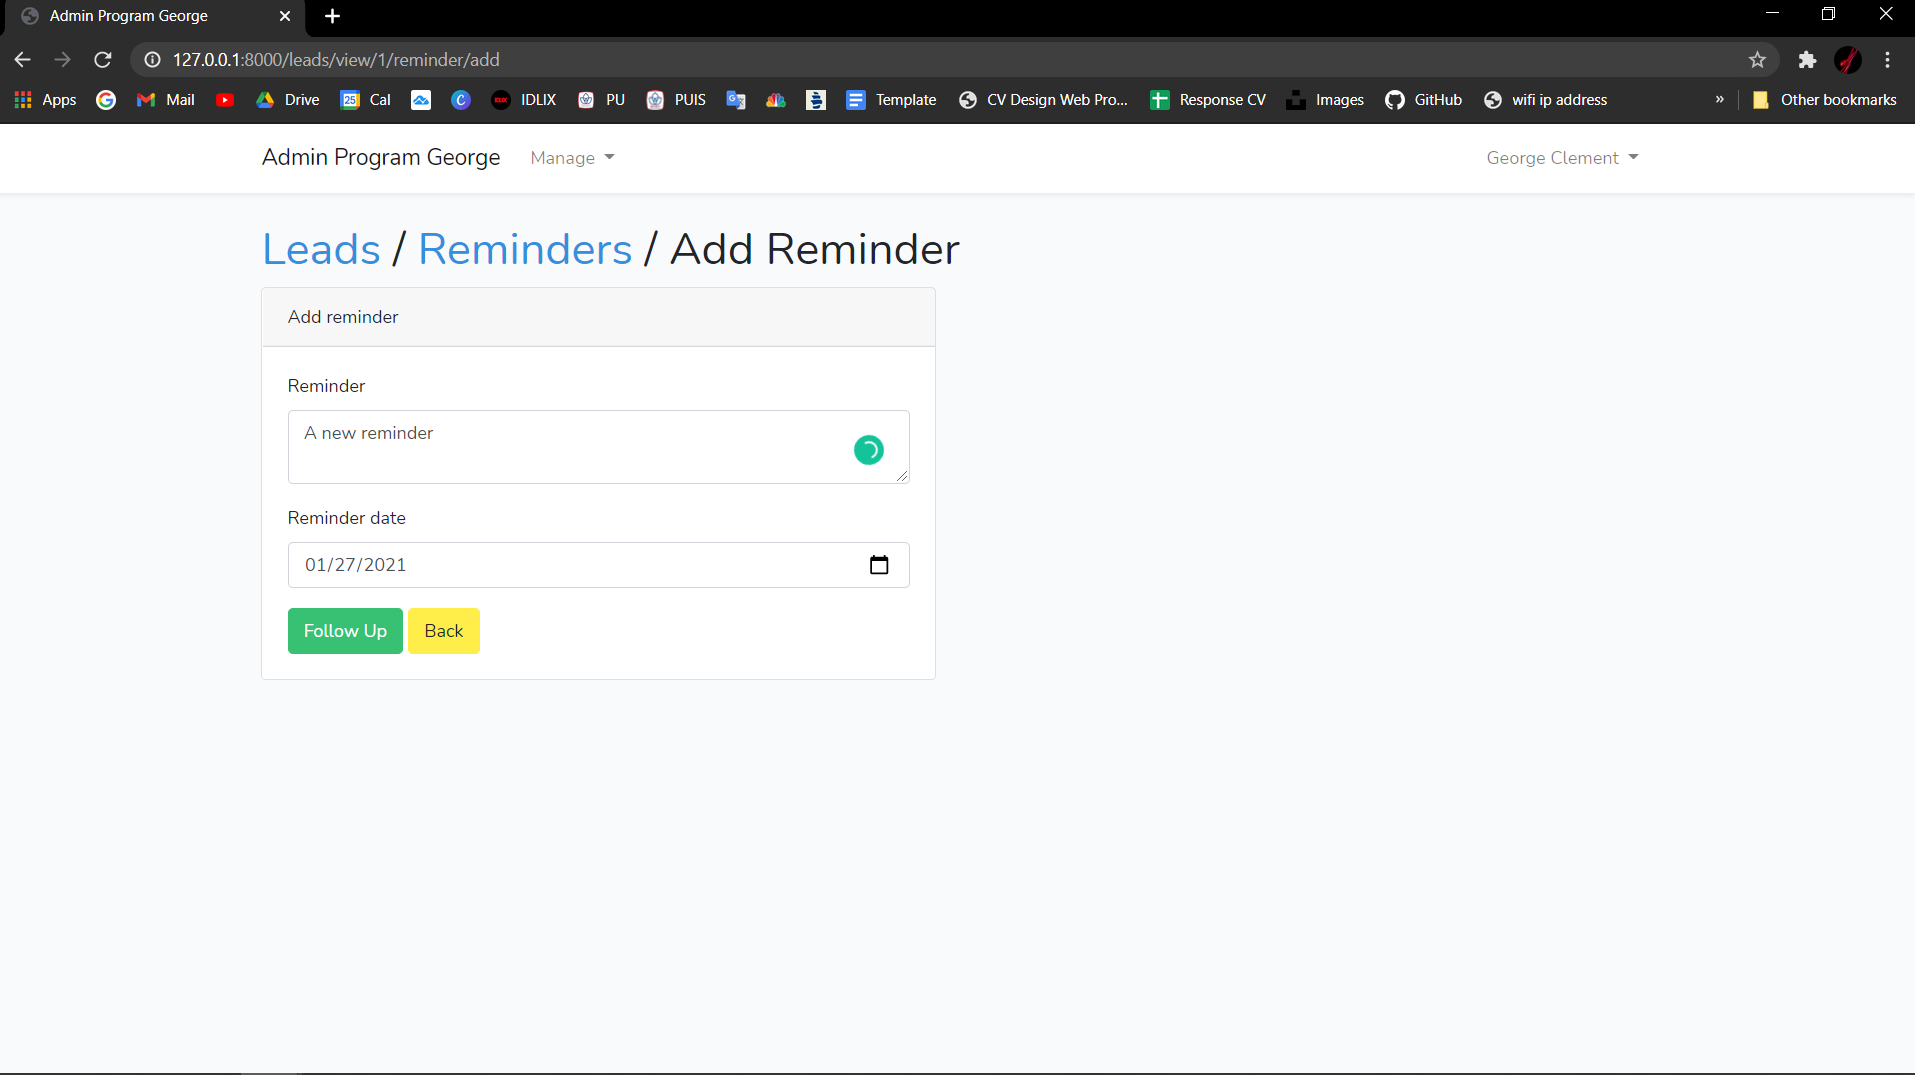 Admin Program George
127.0.0.1:8000/leads/view/1/reminder/add
Apps Mail Drive 25 Cal IDLIX PU PUIS Template CV Design Web Pro... Response CV Images GitHub wifi ip address » Other bookmarks
Admin Program George Manage George Clement
Leads / Reminders / Add Reminder
Add reminder
Reminder
A new reminder
Reminder date
01/27/2021
Follow Up Back